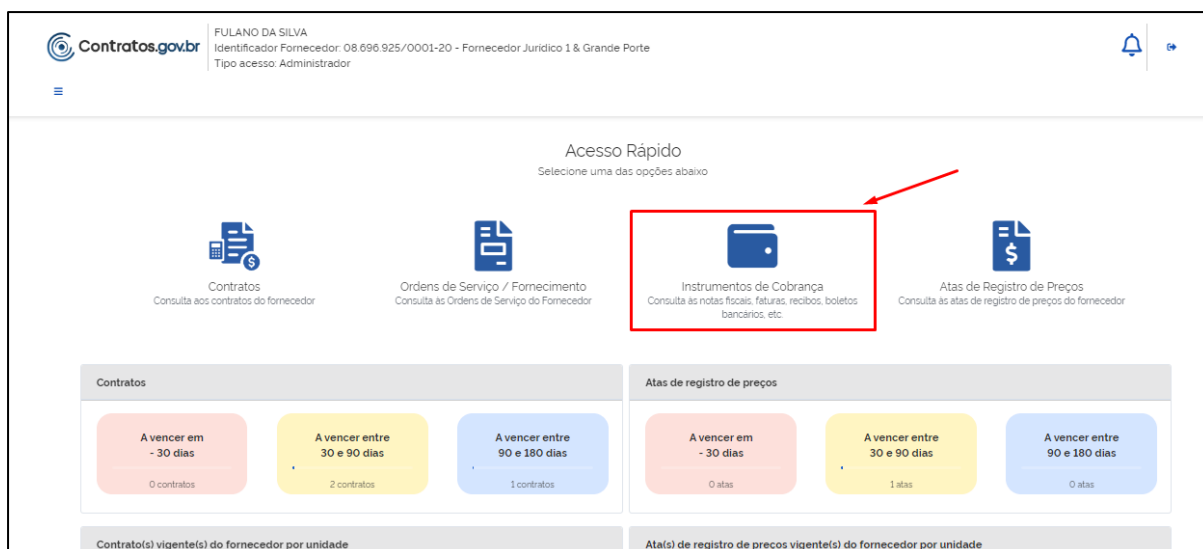 Contratos.gov.br
FULANO DA SILVA
Identificador Fornecedor: 08.696.925/0001-20 - Fornecedor Jurídico 1 & Grande Porte
Tipo acesso: Administrador
Acesso Rápido
Selecione uma das opções abaixo
Contratos
Consulta aos contratos do fornecedor
Ordens de Serviço / Fornecimento
Consulta às Ordens de Serviço do Fornecedor
Instrumentos de Cobrança
Consulta às notas fiscais, faturas, recibos, boletos
bancários, etc.
Atas de Registro de Preços
Consulta às atas de registro de preços do fornecedor
Contratos
A vencer em
- 30 dias
0 contratos
A vencer entre
30 e 90 dias
2 contratos
A vencer entre
90 e 180 dias
1 contratos
Atas de registro de preços
A vencer em
- 30 dias
0 atas
A vencer entre
30 e 90 dias
1 atas
A vencer entre
90 e 180 dias
0 atas
Contrato(s) vigente(s) do fornecedor por unidade
Ata(s) de registro de preços vigente(s) do fornecedor por unidade